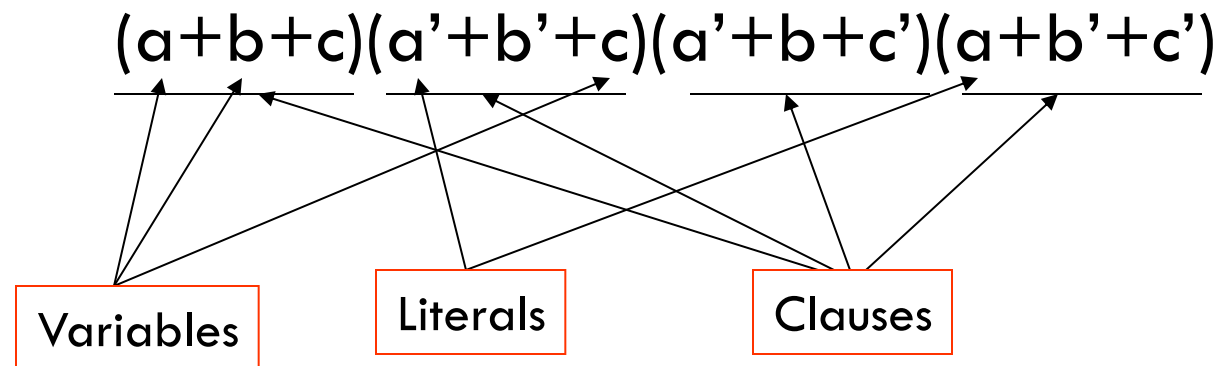 (a+b+c)(a’+b’+c)(a’+b+c’)(a+b’+c’)
Variables
Literals
Clauses